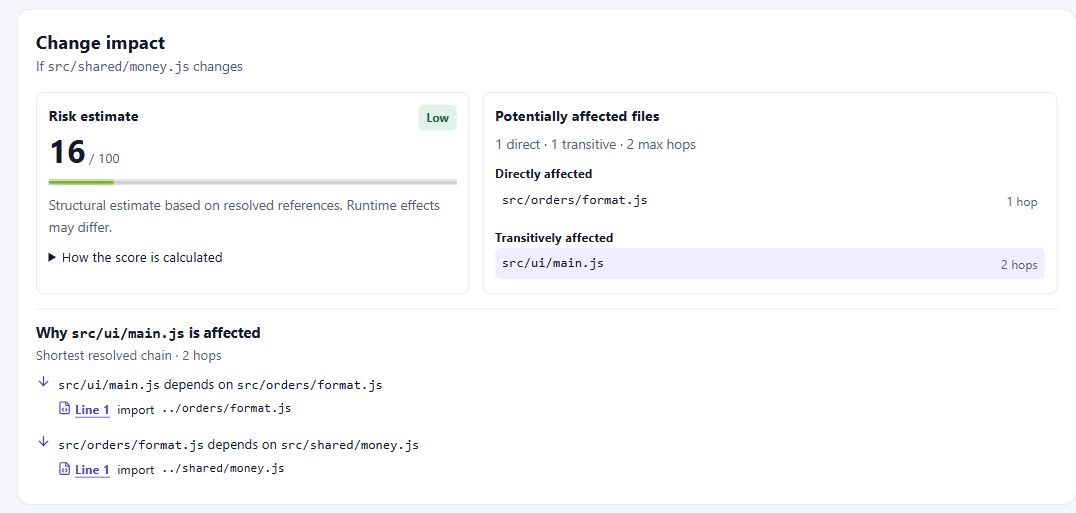 Change impact
If src/shared/money.js changes
Risk estimate
Low
16 / 100
Structural estimate based on resolved references. Runtime effects
may differ.
How the score is calculated
Potentially affected files
1 direct · 1 transitive · 2 max hops
Directly affected
src/orders/format.js 1 hop
Transitively affected
src/ui/main.js 2 hops
Why src/ui/main.js is affected
Shortest resolved chain · 2 hops
src/ui/main.js depends on src/orders/format.js
Line 1 import ../orders/format.js
src/orders/format.js depends on src/shared/money.js
Line 1 import ../shared/money.js